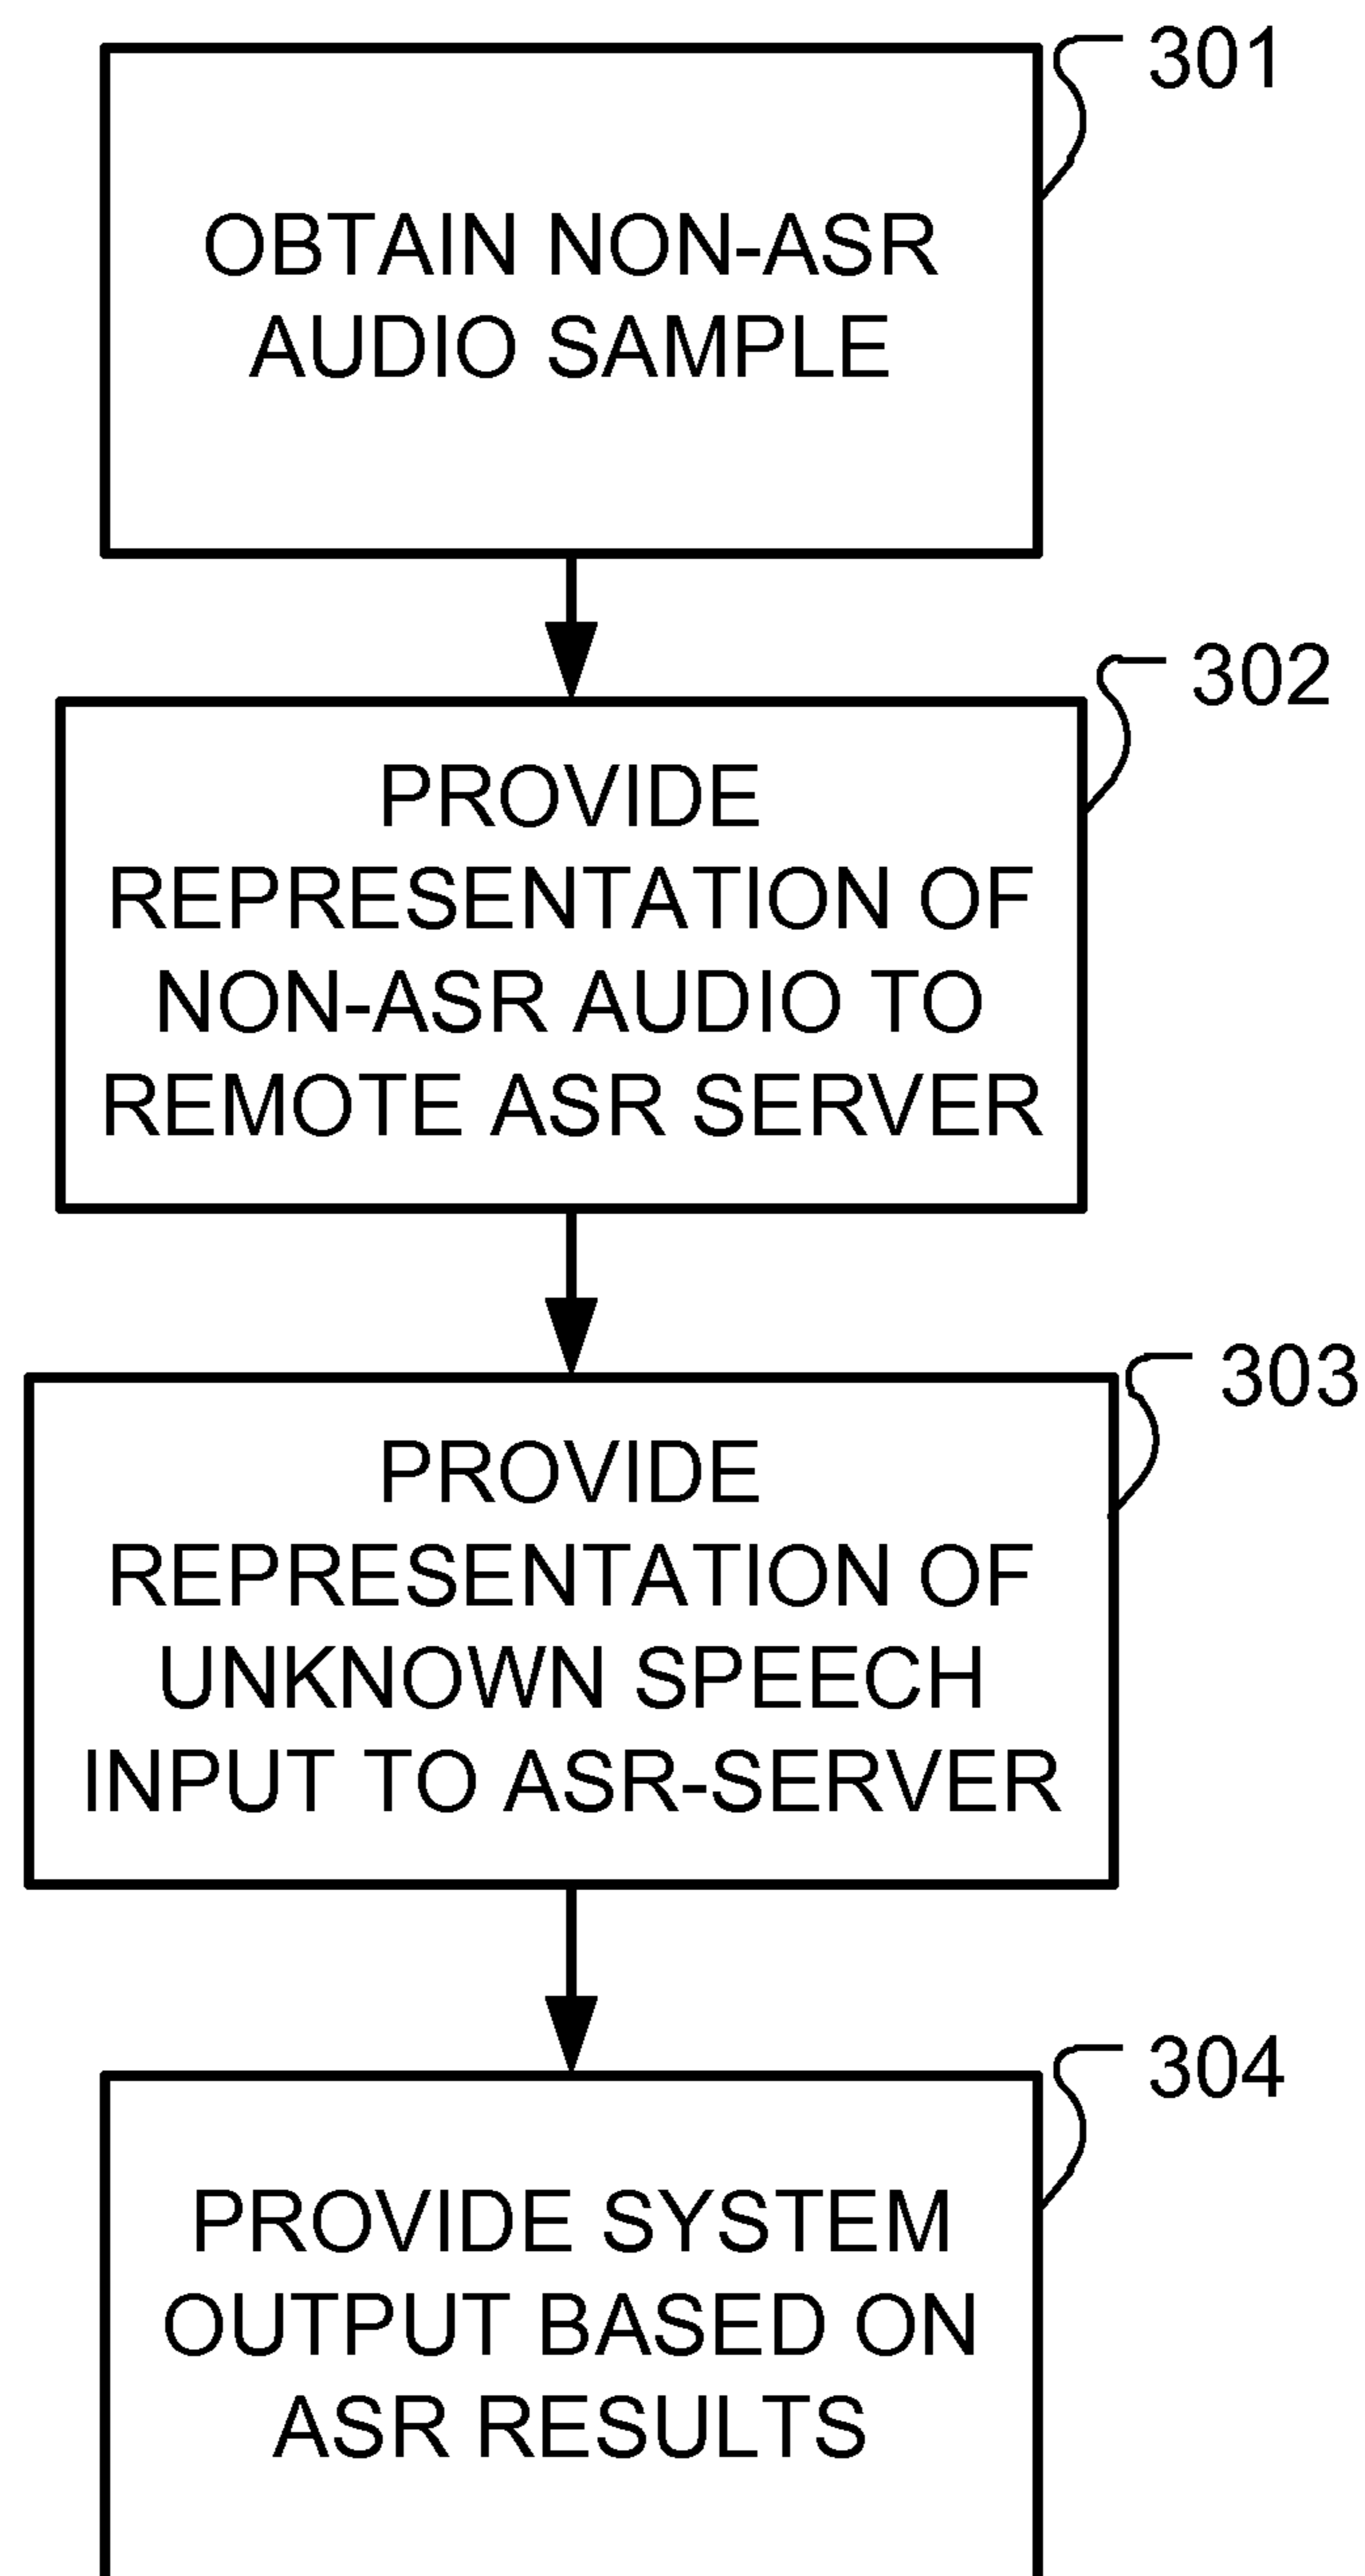 301
OBTAIN NON-ASR
AUDIO SAMPLE
302
PROVIDE
REPRESENTATION OF
NON-ASR AUDIO TO
REMOTE ASR SERVER
303
PROVIDE
REPRESENTATION OF
UNKNOWN SPEECH
INPUT TO ASR-SERVER
304
PROVIDE SYSTEM
OUTPUT BASED ON
ASR RESULTS